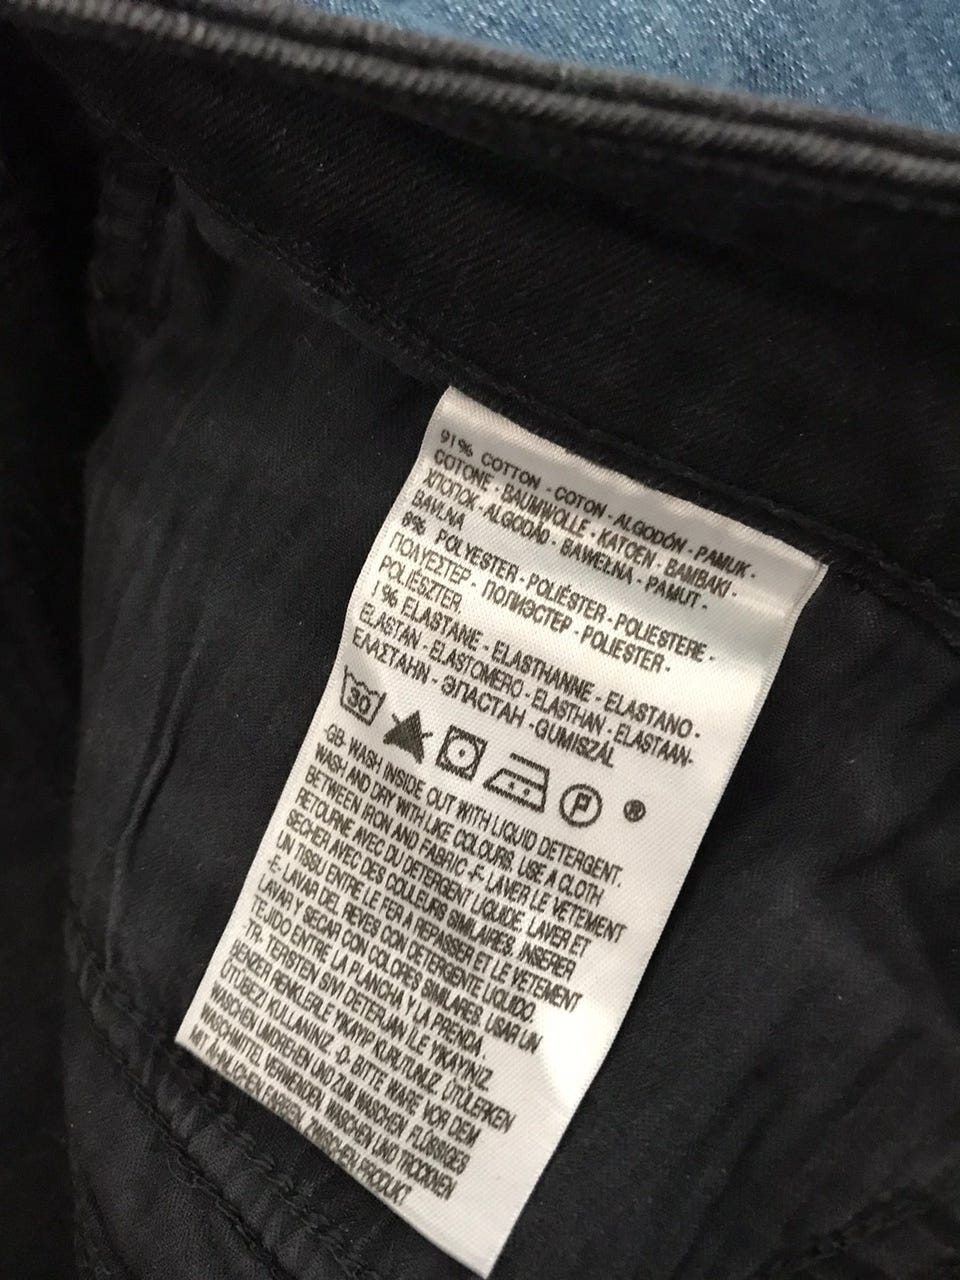 91% COTTON - COTON - ALGODÓN - PAMUK -
COTONE - BAUMWOLLE - KATOEN - BAMBAKI -
ΧΛΟΠΟΚ - ALGODÃO - BAWEŁNA - PAMUT -
BAVLNA
8% POLYESTER - POLIÉSTER - POLIESTERE -
ΠΟΛΥΕΣΤΕΡ - ПОЛИЭСТЕР - POLIESTER -
POLIÉSZTER
1% ELASTANE - ELASTHANNE - ELASTANO -
ELASTAN - ELASTOMERO - ELASTHAN - ELASTAAN-
ΕΛΑΣΤΑΗΝ - ЭЛАСТАН -GUMISZÁL
30 P ®
-GB- WASH INSIDE OUT WITH LIQUID DETERGENT.
WASH AND DRY WITH LIKE COLOURS. USE A CLOTH
BETWEEN IRON AND FABRIC -F- LAVER LE VETEMENT
RETOURNE AVEC DU DETERGENT LIQUIDE, LAVER ET
SECHER AVEC DES COULEURS SIMILAIRES, INSERER
UN TISSU ENTRE LE FER A REPASSER ET LE VETEMENT
-E- LAVAR DEL REVES CON DETERGENTE LIQUIDO
LAVAR Y SECAR CON COLORES SIMILARES, USAR UN
TEJIDO ENTRE LA PLANCHA Y LA PRENDA.
-TR- TERSTEN SIVI DETERJAN İLE YIKAYINIZ.
BENZER RENKLERLE YIKAYIP KURUTUNUZ. ÜTÜLERKEN
ÜTÜBEZİ KULLANINIZ. -D- BITTE WARE VOR DEM
WASCHEN UMDREHEN UND ZUM WASCHEN FLÜSSIGES
WASCHMITTEL VERWENDEN. WASCHEN UND TROCKNEN
MIT ÄHNLICHEN FARBEN. ZWISCHEN PRODUKT